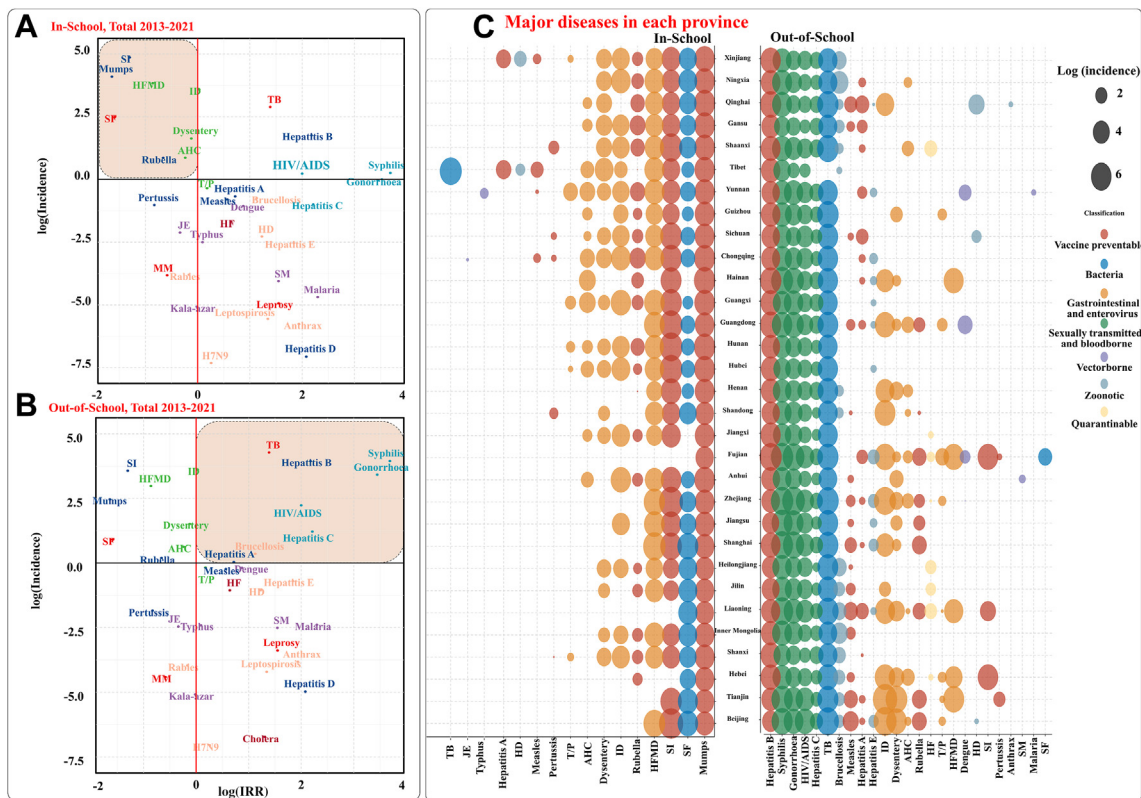 A
In-School, Total 2013-2021
log(Incidence)
5.0
2.5
0.0
-2.5
-5.0
-7.5
SI
Mumps
HFMD
ID
TB
SF
Dysentery
Hepatitis B
AHC
Rubella
HIV/AIDS
Syphilis
Gonorrhoea
T/P
Hepatitis A
Pertussis
Measles
Brucellosis
Dengue
Hepatitis C
JE
HF
Typhus
HD
Hepatitis E
MM
Rabies
SM
Malaria
Kala-azar
Leprosy
Leptospirosis
Anthrax
H7N9
Hepatitis D
-2
0
2
4
B
Out-of-School, Total 2013-2021
log(Incidence)
5.0
2.5
0.0
-2.5
-5.0
-7.5
TB
SI
ID
Hepatitis B
Syphilis
HFMD
Gonorrhoea
Mumps
HIV/AIDS
Dysentery
SF
AHC
Hepatitis C
Brucellosis
Rubella
Hepatitis A
Measles
Dengue
T/P
HF
HD
Hepatitis E
Pertussis
JE
Typhus
SM
Malaria
Leprosy
Rabies
Anthrax
MM
Leptospirosis
Kala-azar
Hepatitis D
H7N9
Cholera
-2
0
2
4
log(IRR)
C
Major diseases in each province
In-School
Out-of-School
Xinjiang
Ningxia
Qinghai
Gansu
Shaanxi
Tibet
Yunnan
Guizhou
Sichuan
Chongqing
Hainan
Guangxi
Guangdong
Hunan
Hubei
Henan
Shandong
Jiangxi
Fujian
Anhui
Zhejiang
Jiangsu
Shanghai
Heilongjiang
Jilin
Liaoning
Inner Mongolia
Shanxi
Hebei
Tianjin
Beijing
TB
JE
Typhus
Hepatitis A
HD
Measles
Pertussis
T/P
AHC
Dysentery
ID
Rubella
HFMD
SI
SF
Mumps
Hepatitis B
Syphilis
Gonorrhoea
HIV/AIDS
Hepatitis C
TB
Brucellosis
Measles
Hepatitis A
Hepatitis E
ID
Dysentery
AHC
Rubella
HF
T/P
HFMD
Dengue
HD
SI
Pertussis
Anthrax
SM
Malaria
SF
Log (incidence)
2
4
6
Classification
Vaccine preventable
Bacteria
Gastrointestinal
and enterovirus
Sexually transmitted
and bloodborne
Vectorborne
Zoonotic
Quarantinable